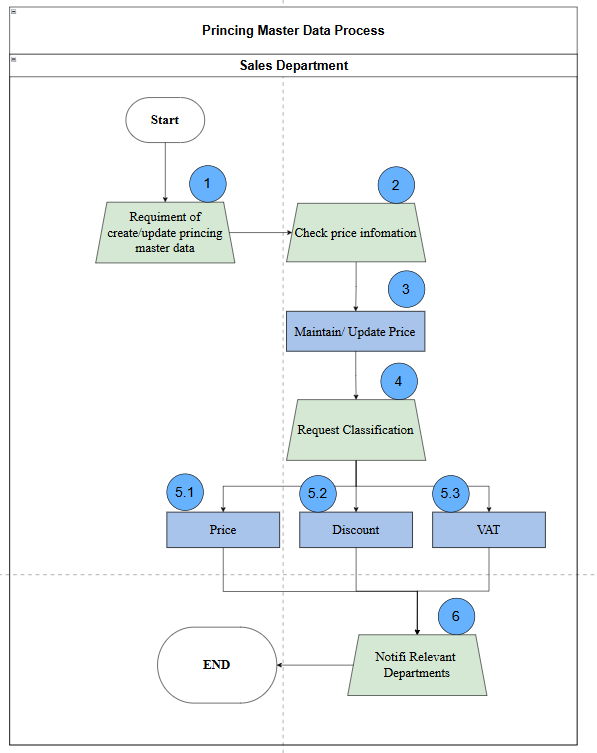 Princing Master Data Process
Sales Department
Start
1
Requiment of
create/update princing
master data
2
Check price infomation
3
Maintain/ Update Price
4
Request Classification
5.1
Price
5.2
Discount
5.3
VAT
6
Notifi Relevant
Departments
END